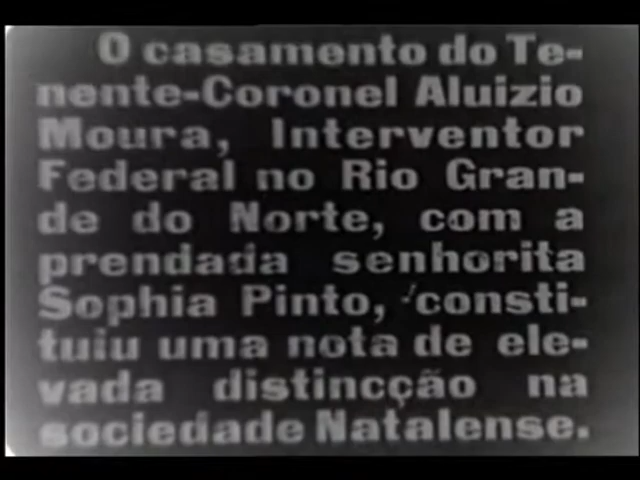 O casamento do Te-
nente-Coronel Aluizio
Moura, Interventor
Federal no Rio Gran-
de do Norte, com a
prendada senhorita
Sophia Pinto, consti-
tuiu uma nota de ele-
vada distincção na
sociedade Natalense.